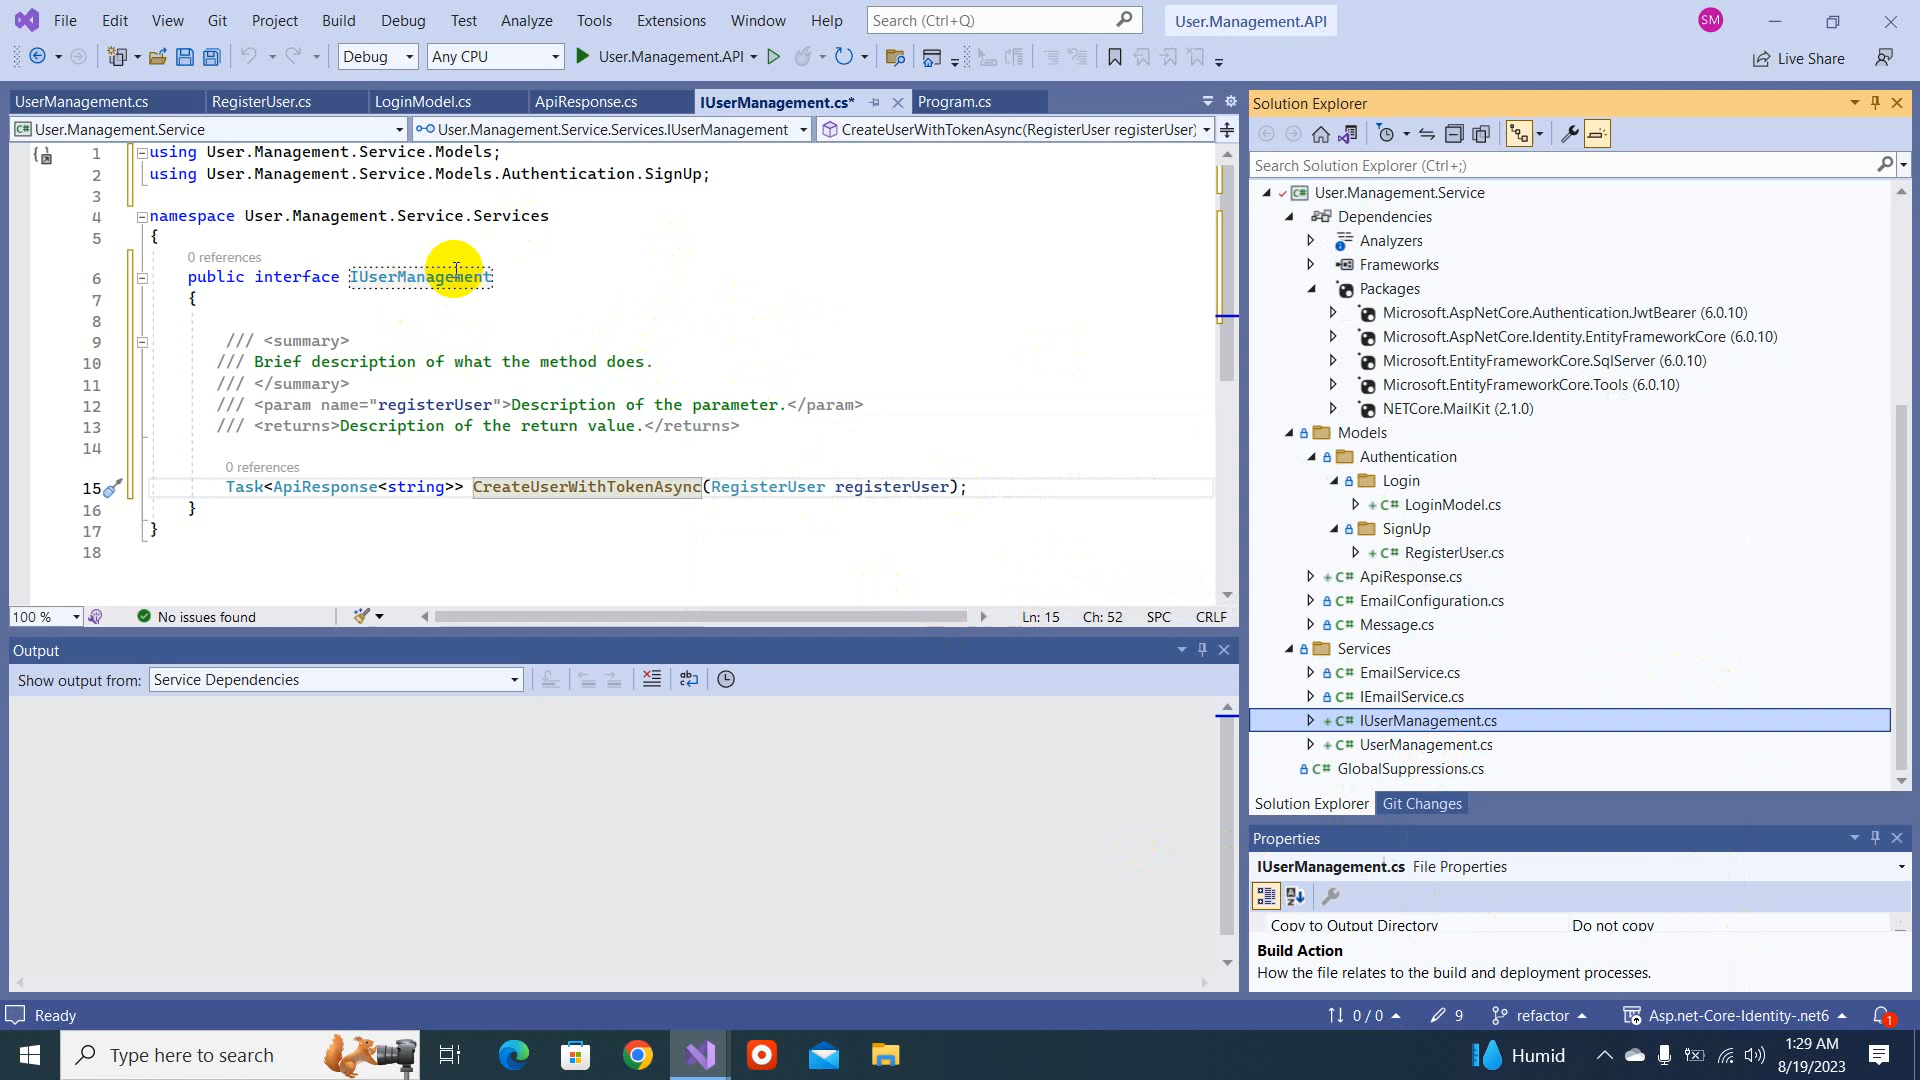 File Edit View Git Project Build Debug Test Analyze Tools Extensions Window Help Search (Ctrl+Q) User.Management.API SM
Debug Any CPU User.Management.API Live Share
UserManagement.cs RegisterUser.cs LoginModel.cs ApiResponse.cs IUserManagement.cs* Program.cs
User.Management.Service User.Management.Service.Services.IUserManagement CreateUserWithTokenAsync(RegisterUser registerUser)
1 using User.Management.Service.Models;
2 using User.Management.Service.Models.Authentication.SignUp;
3
4 namespace User.Management.Service.Services
5 {
0 references
6 public interface IUserManagement
7 {
8
9 /// <summary>
10 /// Brief description of what the method does.
11 /// </summary>
12 /// <param name="registerUser">Description of the parameter.</param>
13 /// <returns>Description of the return value.</returns>
14
0 references
15 Task<ApiResponse<string>> CreateUserWithTokenAsync(RegisterUser registerUser);
16 }
17 }
18
100 % No issues found Ln: 15 Ch: 52 SPC CRLF
Output
Show output from: Service Dependencies
Solution Explorer
Search Solution Explorer (Ctrl+;)
User.Management.Service
Dependencies
Analyzers
Frameworks
Packages
Microsoft.AspNetCore.Authentication.JwtBearer (6.0.10)
Microsoft.AspNetCore.Identity.EntityFrameworkCore (6.0.10)
Microsoft.EntityFrameworkCore.SqlServer (6.0.10)
Microsoft.EntityFrameworkCore.Tools (6.0.10)
NETCore.MailKit (2.1.0)
Models
Authentication
Login
LoginModel.cs
SignUp
RegisterUser.cs
ApiResponse.cs
EmailConfiguration.cs
Message.cs
Services
EmailService.cs
IEmailService.cs
IUserManagement.cs
UserManagement.cs
GlobalSuppressions.cs
Solution Explorer Git Changes
Properties
IUserManagement.cs File Properties
Copy to Output Directory Do not copy
Build Action
How the file relates to the build and deployment processes.
Ready 0 / 0 9 refactor Asp.net-Core-Identity-.net6 1
Type here to search Humid 1:29 AM
8/19/2023